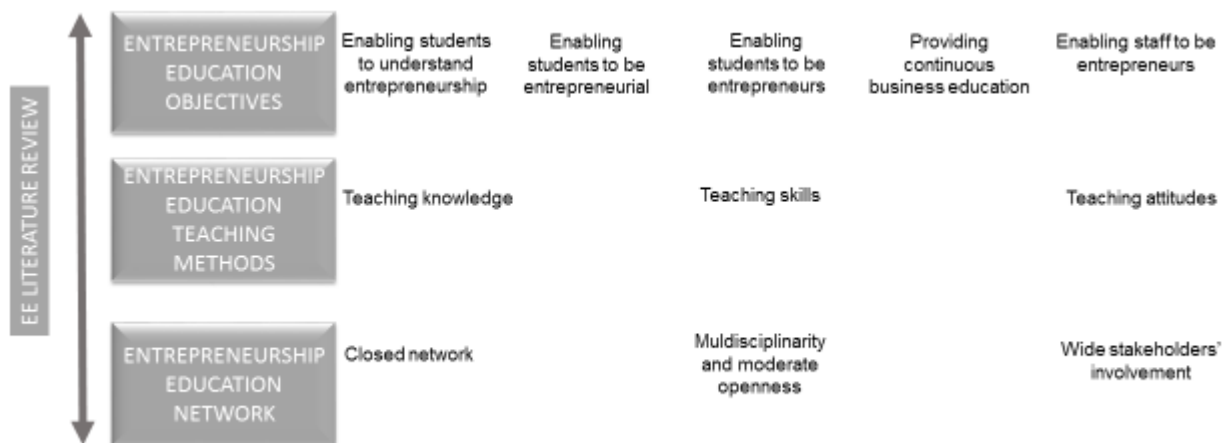 EE LITERATURE REVIEW
ENTREPRENEURSHIP
EDUCATION
OBJECTIVES
Enabling students
to understand
entrepreneurship
Enabling
students to be
entrepreneurial
Enabling
students to be
entrepreneurs
Providing
continuous
business education
Enabling staff to be
entrepreneurs
ENTREPRENEURSHIP
EDUCATION
TEACHING
METHODS
Teaching knowledge
Teaching skills
Teaching attitudes
ENTREPRENEURSHIP
EDUCATION
NETWORK
Closed network
Muldisciplinarity
and moderate
openness
Wide stakeholders'
involvement